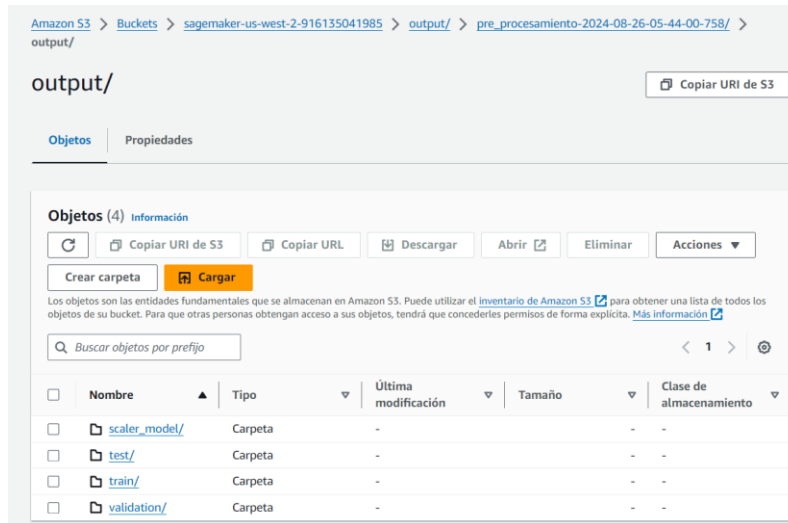 Amazon S3 > Buckets > sagemaker-us-west-2-916135041985 > output/ > pre_procesamiento-2024-08-26-05-44-00-758/ >
output/
output/
Copiar URI de S3
Objetos Propiedades
Objetos (4) Información
Copiar URI de S3 Copiar URL Descargar Abrir Eliminar Acciones
Crear carpeta Cargar
Los objetos son las entidades fundamentales que se almacenan en Amazon S3. Puede utilizar el inventario de Amazon S3 para obtener una lista de todos los
objetos de su bucket. Para que otras personas obtengan acceso a sus objetos, tendrá que concederles permisos de forma explícita. Más información
Buscar objetos por prefijo
< 1 >
Nombre Tipo Última modificación Tamaño Clase de almacenamiento
scaler_model/ Carpeta - - -
test/ Carpeta - - -
train/ Carpeta - - -
validation/ Carpeta - - -